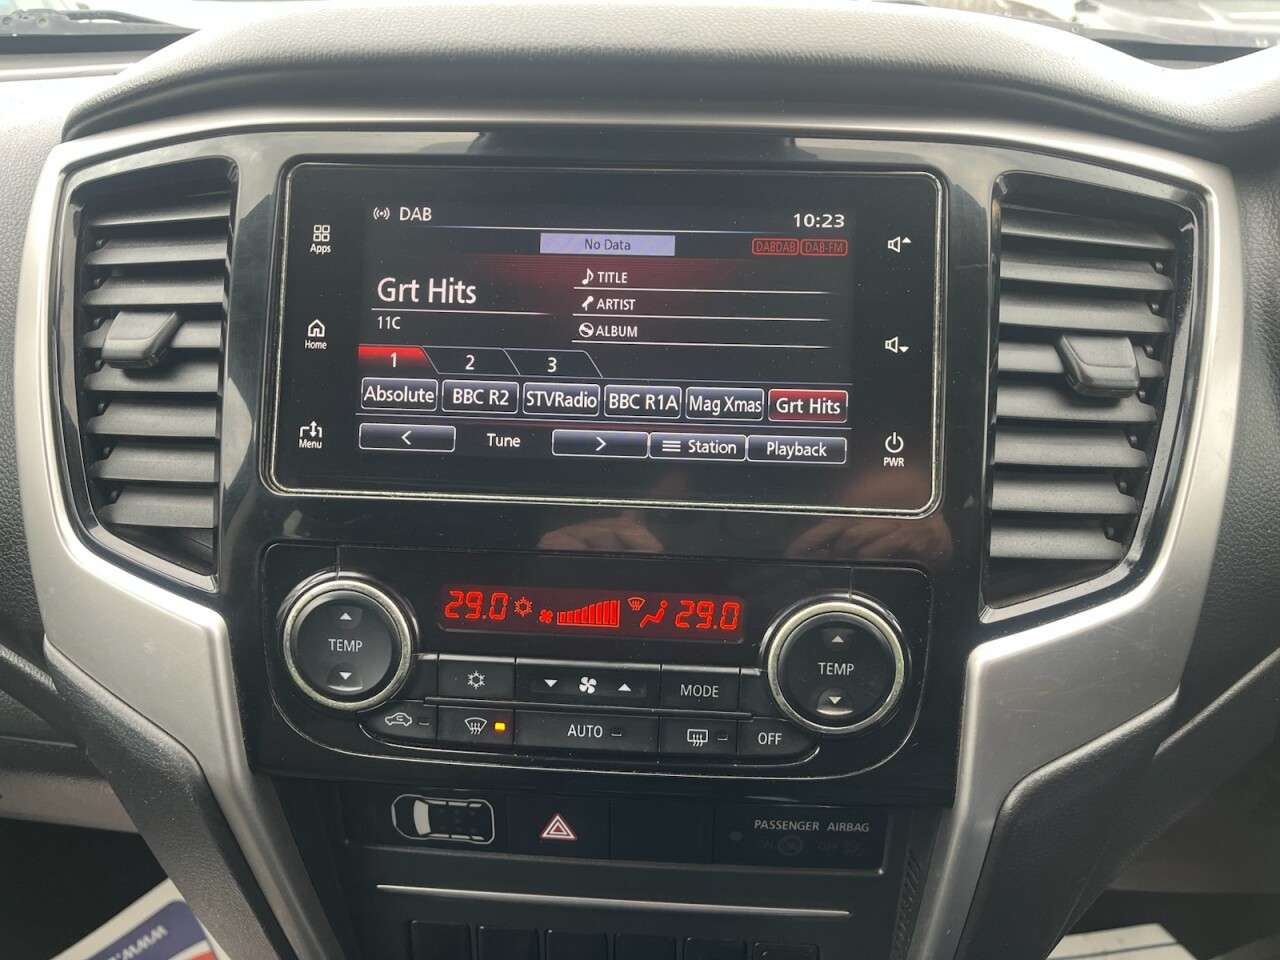 DAB
10:23
Apps
No Data
DABDAB DAB-FM
TITLE
Grt Hits
ARTIST
11C
ALBUM
Home
1 2 3
Absolute BBC R2 STVRadio BBC R1A Mag Xmas Grt Hits
Menu
Tune Station Playback
PWR
29.0 29.0
TEMP
TEMP
MODE
AUTO
OFF
PASSENGER AIRBAG
www.